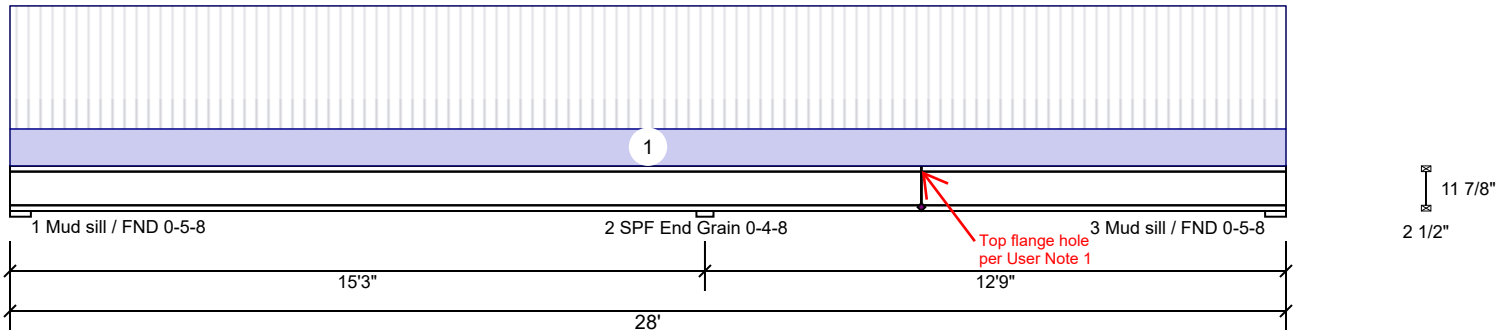 1
11 7/8"
2 1/2"
1 Mud sill / FND 0-5-8
2 SPF End Grain 0-4-8
3 Mud sill / FND 0-5-8
Top flange hole
per User Note 1
15'3"
12'9"
28'